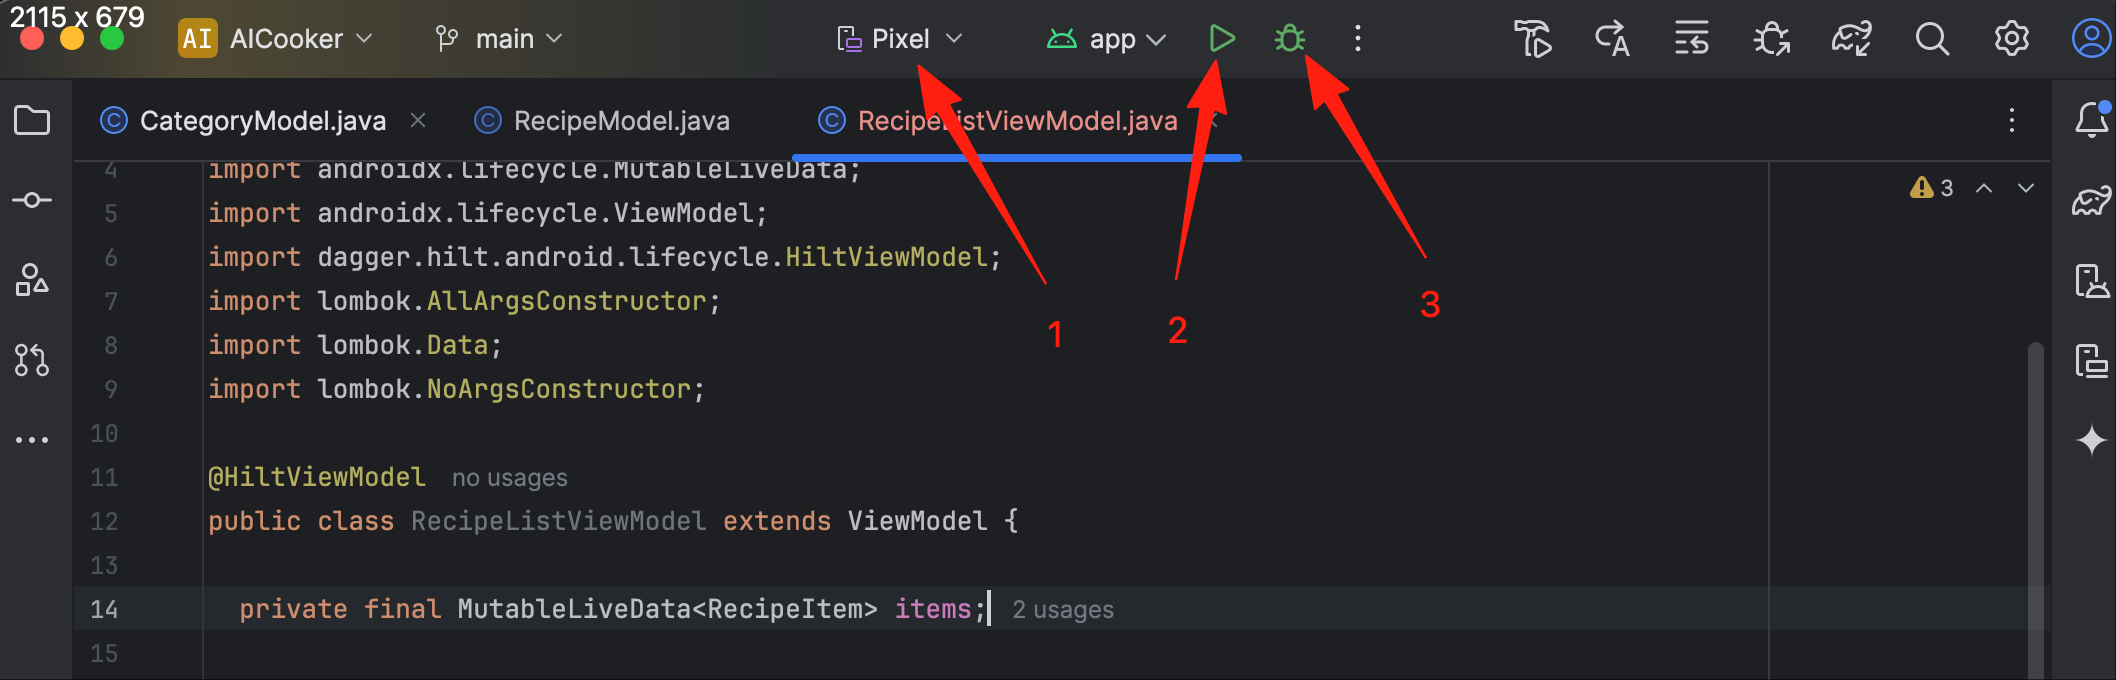 2115 x 679
AI AICooker main Pixel app
CategoryModel.java RecipeModel.java RecipeListViewModel.java
4 import androidx.lifecycle.MutableLiveData;
3
5 import androidx.lifecycle.ViewModel;
6 import dagger.hilt.android.lifecycle.HiltViewModel;
7 import lombok.AllArgsConstructor;
8 import lombok.Data;
9 import lombok.NoArgsConstructor;
1 2 3
10
11 @HiltViewModel no usages
12 public class RecipeListViewModel extends ViewModel {
13
14 private final MutableLiveData<RecipeItem> items; 2 usages
15